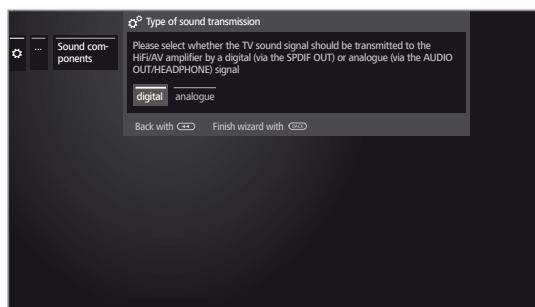 Type of sound transmission
...
Sound com-
ponents
Please select whether the TV sound signal should be transmitted to the
HiFi/AV amplifier by a digital (via the SPDIF OUT) or analogue (via the AUDIO
OUT/HEADPHONE) signal
digital analogue
Back with Finish wizard with BACK